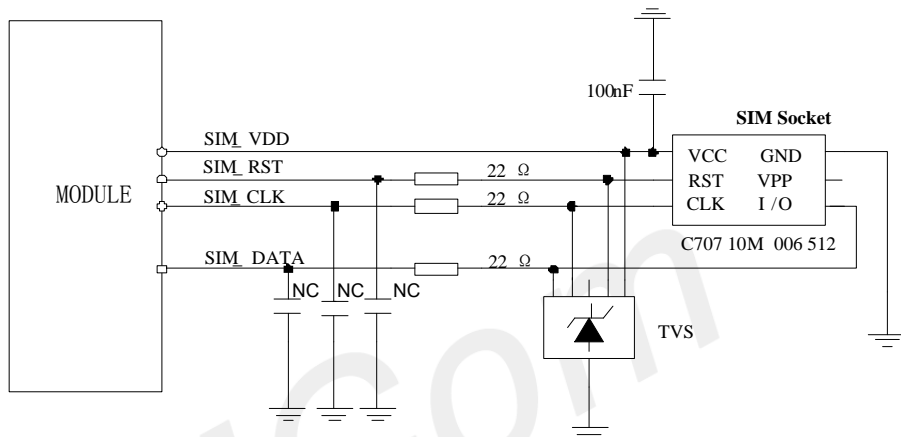 100nF
SIM Socket
SIM_VDD
VCC GND
SIM_RST
22 Ω
RST VPP
MODULE
SIM_CLK
22 Ω
CLK I/O
C707 10M 006 512
SIM_DATA
22 Ω
NC NC NC
TVS
Com